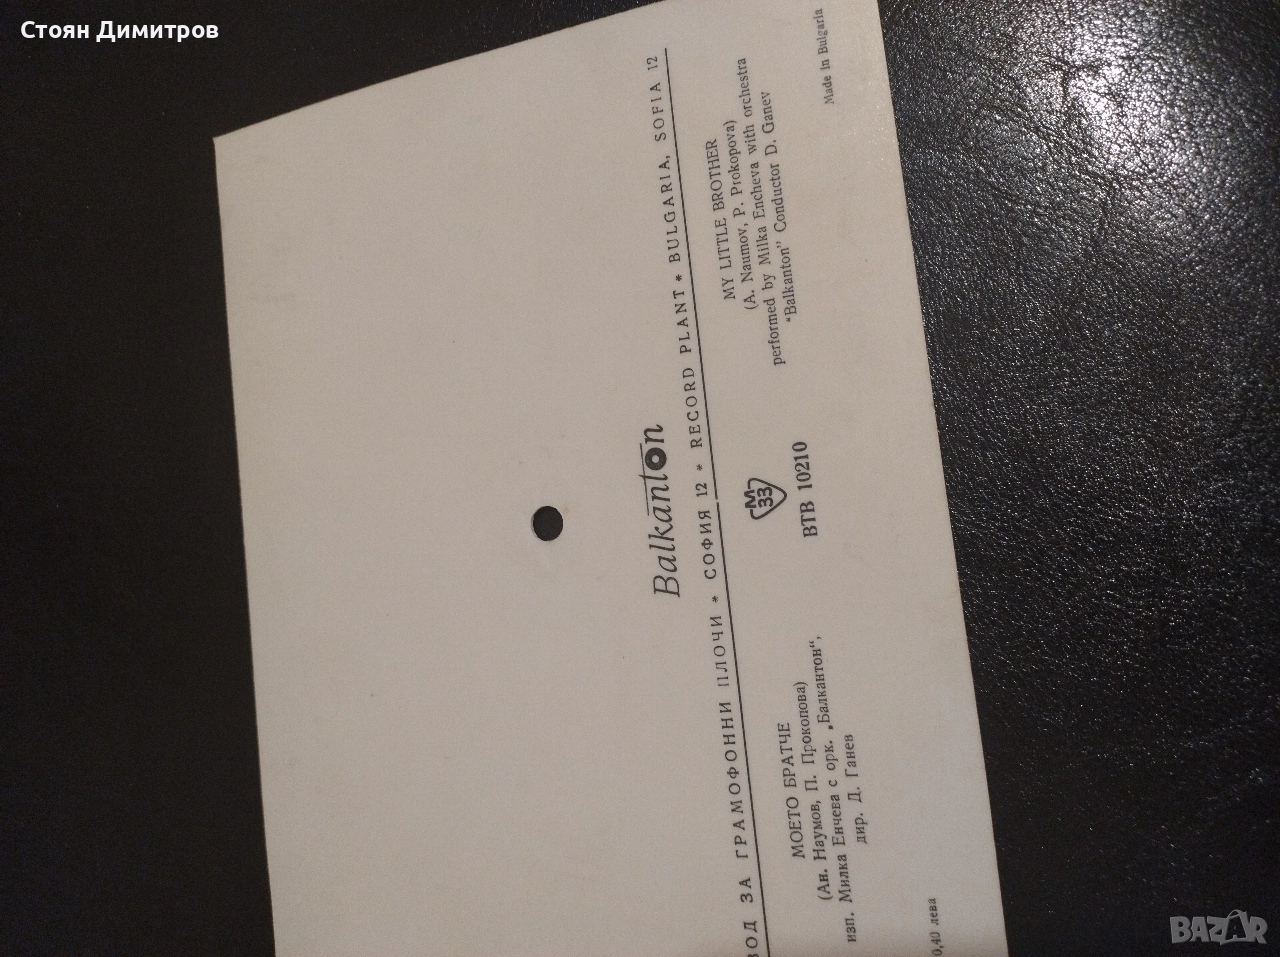 Стоян Димитров
Balkanton
ВОД ЗА ГРАМОФОННИ ПЛОЧИ * СОФИЯ 12 * RECORD PLANT * BULGARIA, SOFIA 12
МОЕТО БРАТЧЕ
(Ан. Наумов, П. Прокопова)
изп. Милка Енчева с орк. „Балкантон“,
дир. Д. Ганев
0,40 лева
М
33
ВТВ 10210
MY LITTLE BROTHER
(A. Naumov, P. Prokopova)
performed by Milka Encheva with orchestra
"Balkanton" Conductor D. Ganev
Made in Bulgaria
BAZAR